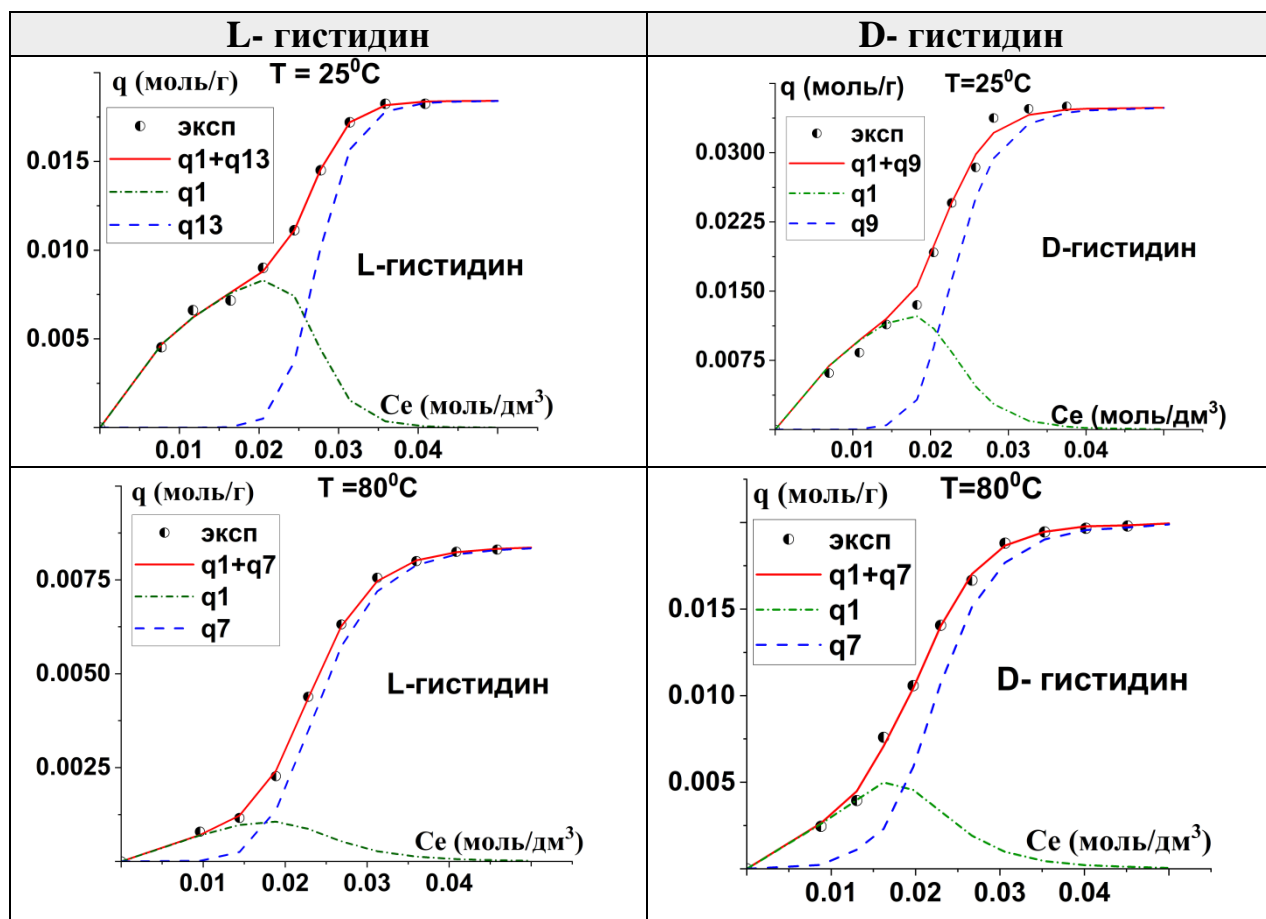 L- гистидин
D- гистидин
q (моль/г)
T = 25⁰C
эксп
q1+q13
q1
q13
0.015
0.010
0.005
L-гистидин
Ce (моль/дм³)
0.01 0.02 0.03 0.04
q (моль/г)
T=25⁰C
эксп
q1+q9
q1
q9
0.0300
0.0225
0.0150
0.0075
D-гистидин
Ce (моль/дм³)
0.01 0.02 0.03 0.04
q (моль/г)
T =80⁰C
эксп
q1+q7
q1
q7
0.0075
0.0050
0.0025
L-гистидин
Ce (моль/дм³)
0.01 0.02 0.03 0.04
q (моль/г)
T=80⁰C
эксп
q1+q7
q1
q7
0.015
0.010
0.005
0.000
D- гистидин
Ce (моль/дм³)
0.01 0.02 0.03 0.04